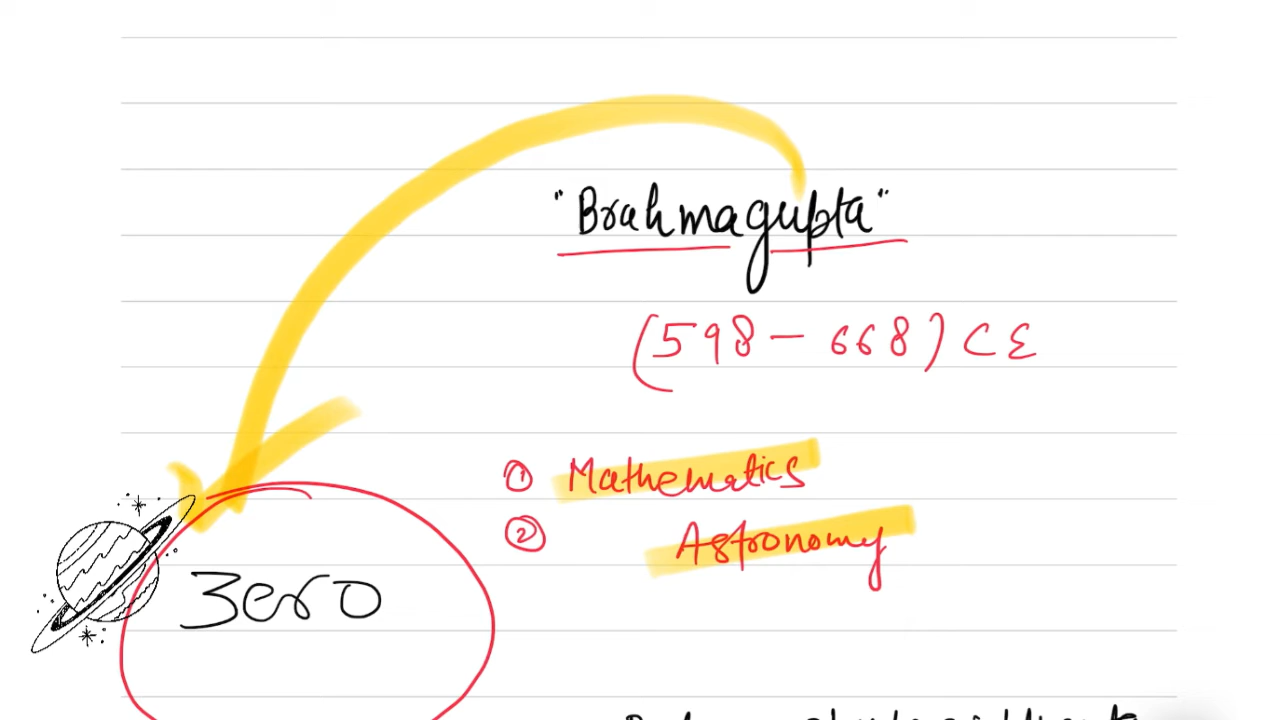 "Brahmagupta"
(598 - 668) CE
① Mathematics
② Astronomy
Zero